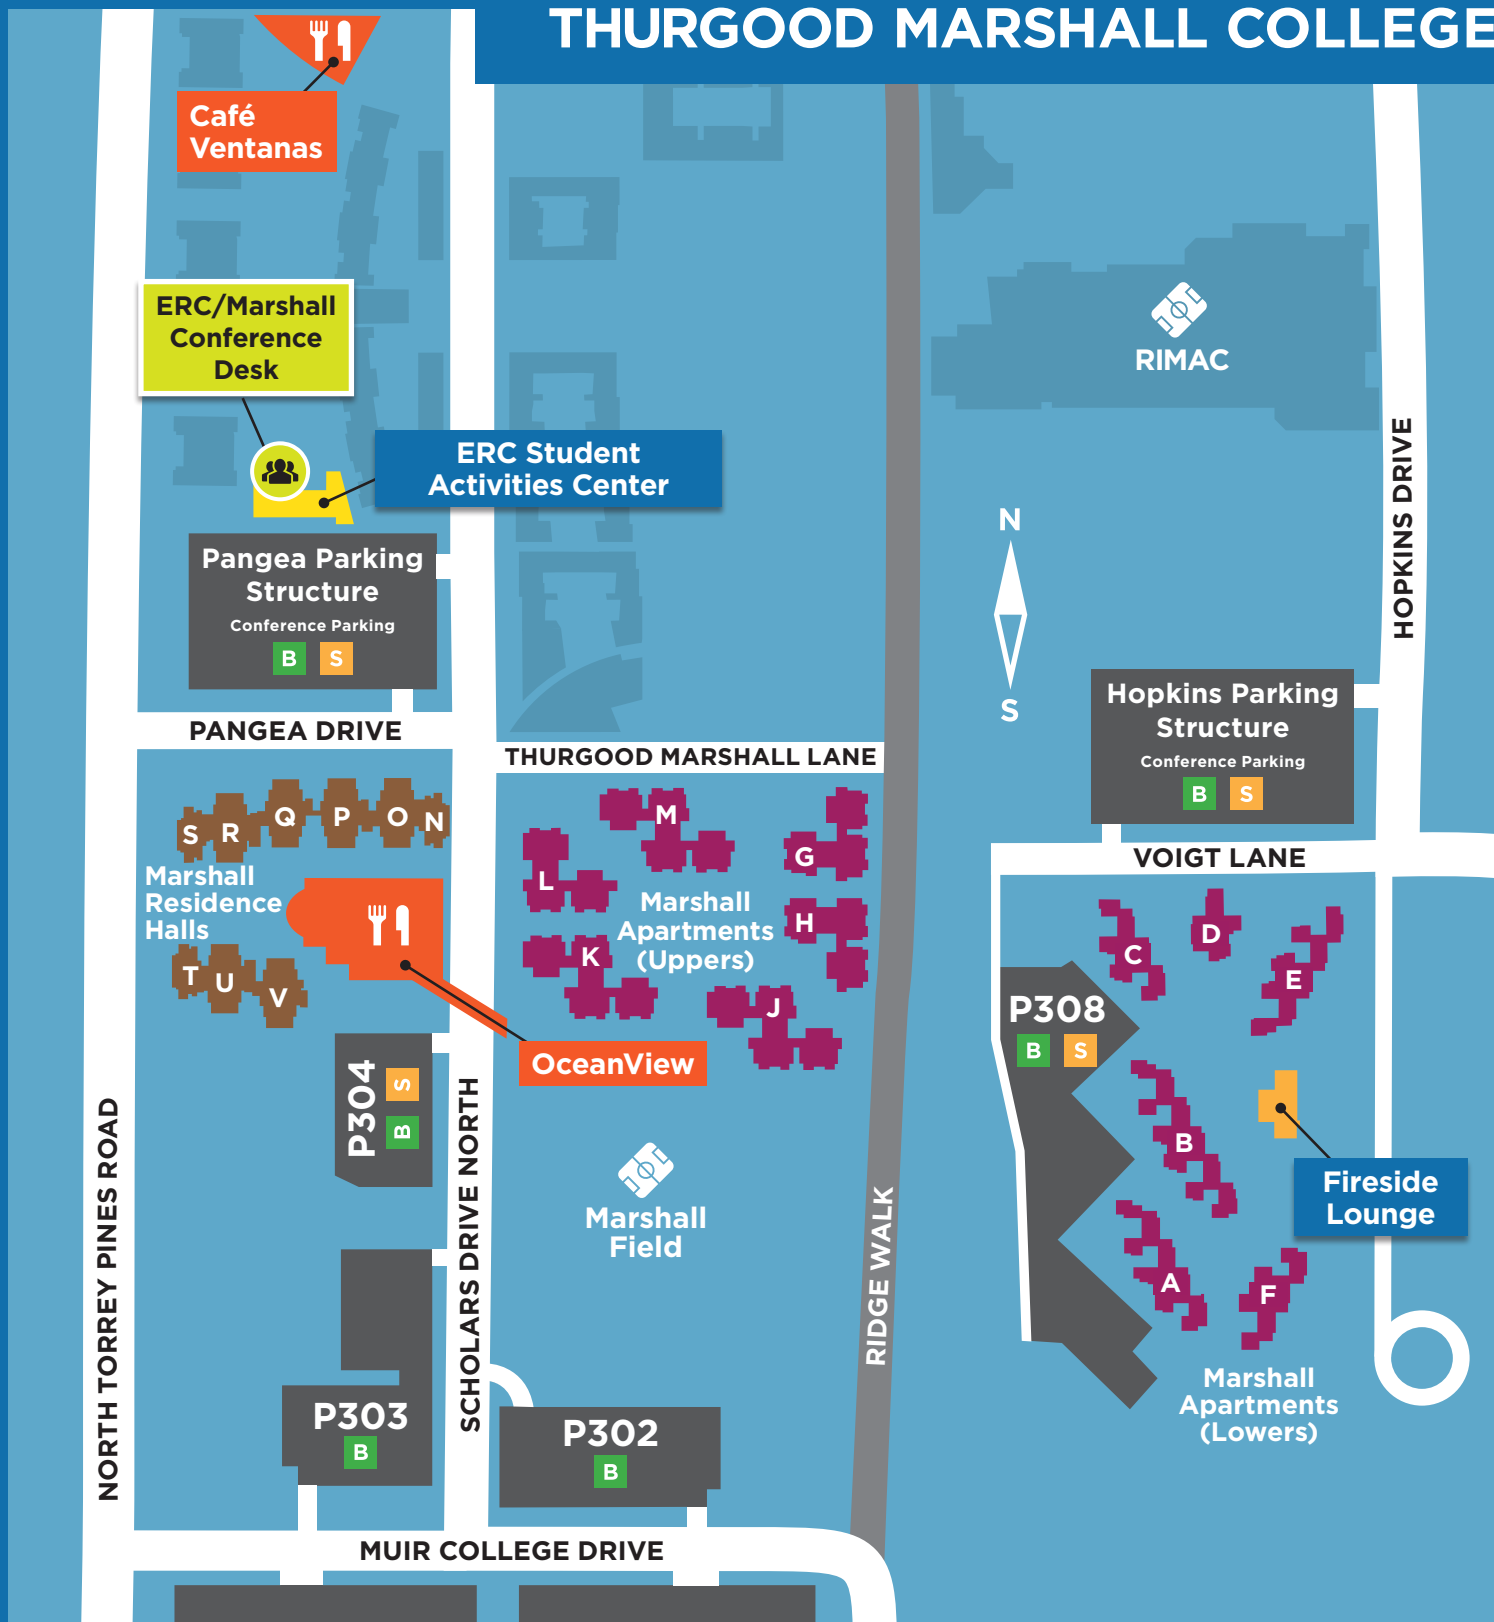 THURGOOD MARSHALL COLLEGE
Café
Ventanas
ERC/Marshall
Conference
Desk
RIMAC
ERC Student
Activities Center
HOPKINS DRIVE
N
S
Pangea Parking
Structure
Conference Parking
B S
Hopkins Parking
Structure
Conference Parking
B S
PANGEA DRIVE
THURGOOD MARSHALL LANE
VOIGT LANE
S R Q P O N
Marshall
Residence
Halls
T U V
M
G
L
Marshall
Apartments
(Uppers)
H
K
J
OceanView
C
D
E
P308
B S
P304
B S
B
Fireside
Lounge
Marshall
Field
A
F
Marshall
Apartments
(Lowers)
NORTH TORREY PINES ROAD
SCHOLARS DRIVE NORTH
RIDGE WALK
P303
B
P302
B
MUIR COLLEGE DRIVE